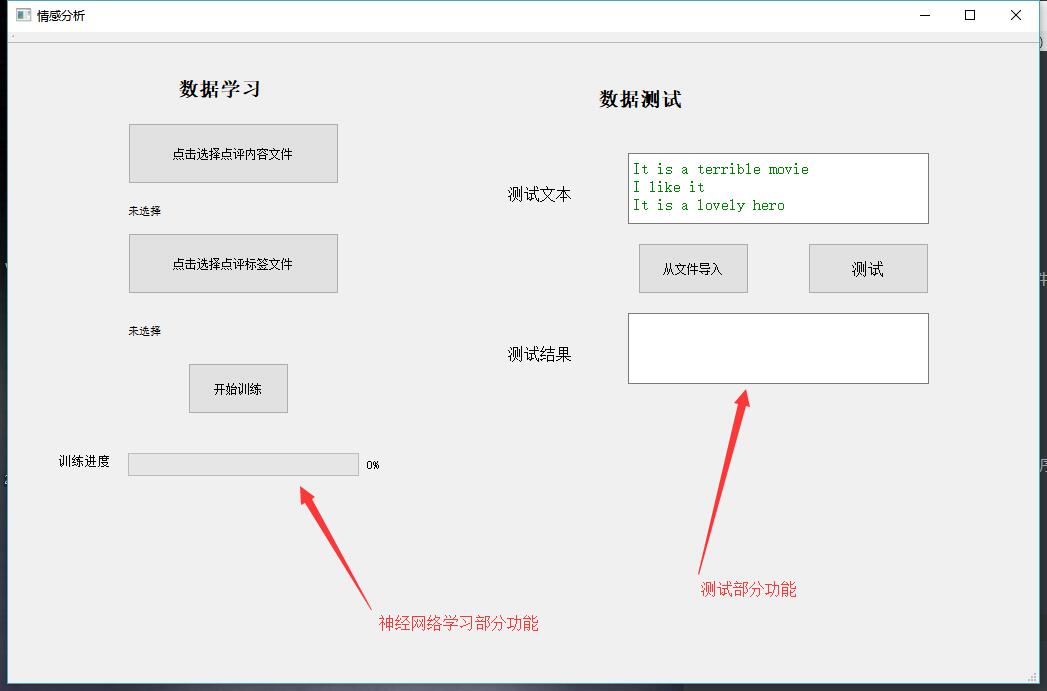 情感分析
数据学习
点击选择点评内容文件
未选择
点击选择点评标签文件
未选择
开始训练
训练进度
0%
神经网络学习部分功能
数据测试
测试文本
It is a terrible movie
I like it
It is a lovely hero
从文件导入
测试
测试结果
测试部分功能